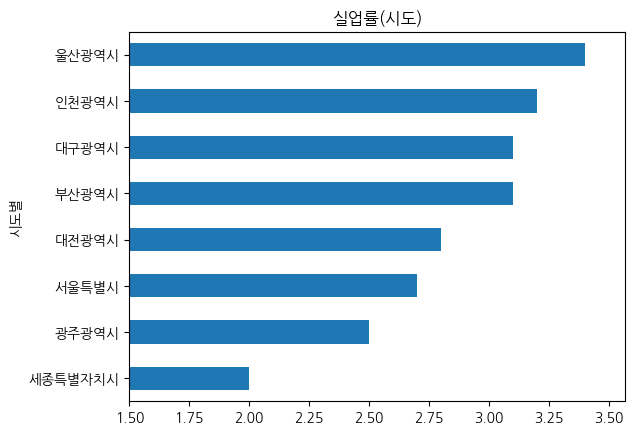 실업률(시도)
울산광역시
인천광역시
대구광역시
부산광역시
대전광역시
서울특별시
광주광역시
세종특별자치시
시도별
1.50 1.75 2.00 2.25 2.50 2.75 3.00 3.25 3.50